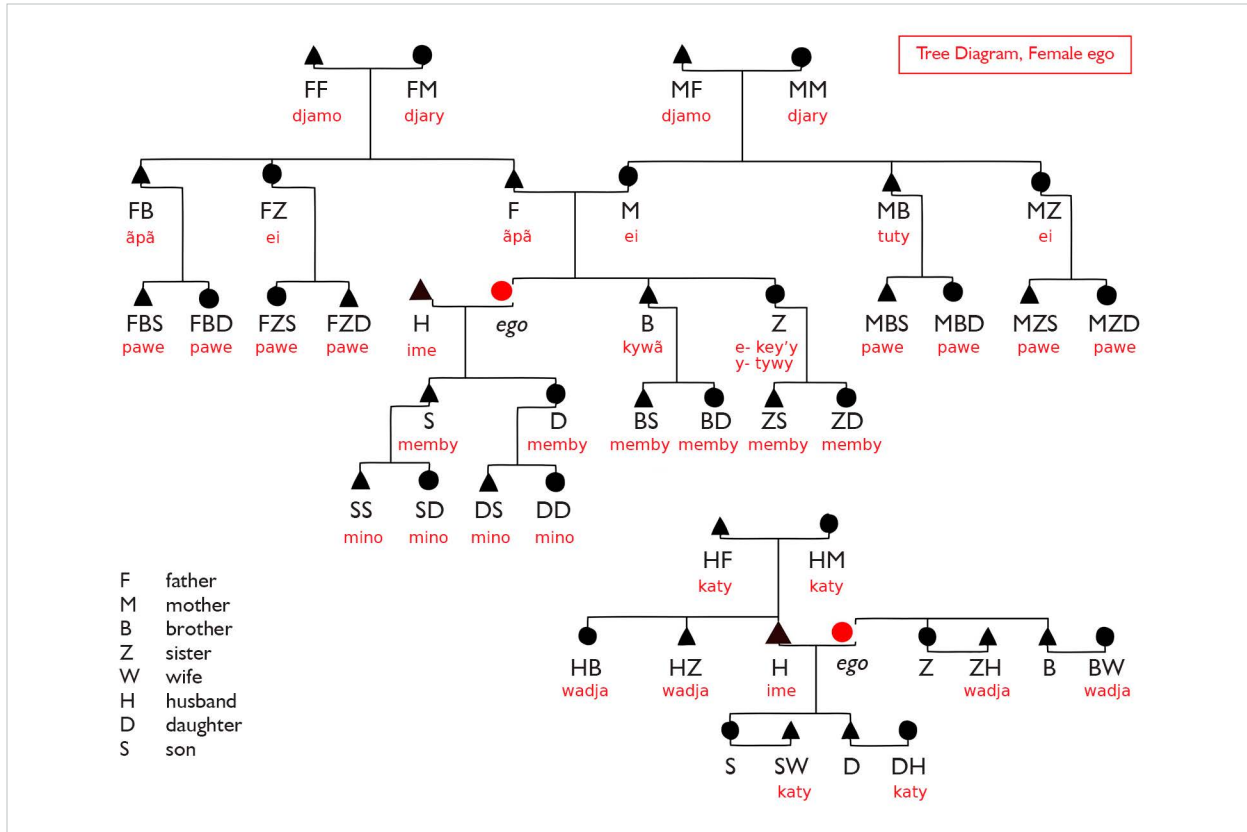 Tree Diagram, Female ego
FF FM MF MM
djamo djary djamo djary
FB FZ F M MB MZ
ãpã ei ãpã ei tuty ei
FBS FBD FZS FZD H ego B Z MBS MBD MZS MZD
pawe pawe pawe pawe ime kywã e- key'y pawe pawe pawe pawe
y- tywy
S D BS BD ZS ZD
memby memby memby memby memby memby
SS SD DS DD
mino mino mino mino
HF HM
katy katy
HB HZ H ego Z ZH B BW
wadja wadja ime wadja wadja
S SW D DH
katy katy
F father
M mother
B brother
Z sister
W wife
H husband
D daughter
S son